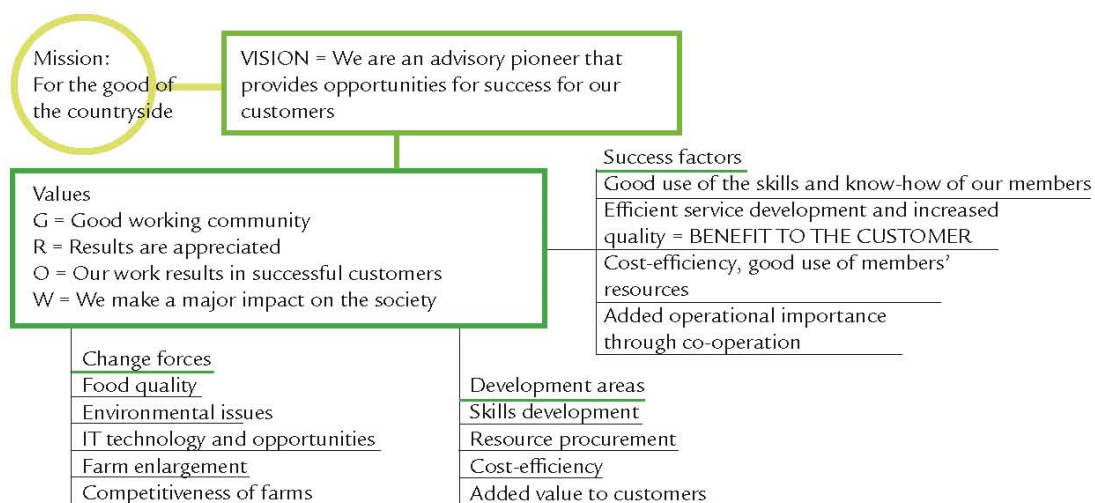 Mission:
For the good of
the countryside
VISION = We are an advisory pioneer that
provides opportunities for success for our
customers
Values
G = Good working community
R = Results are appreciated
O = Our work results in successful customers
W = We make a major impact on the society
Success factors
Good use of the skills and know-how of our members
Efficient service development and increased
quality = BENEFIT TO THE CUSTOMER
Cost-efficiency, good use of members’
resources
Added operational importance
through co-operation
Change forces
Food quality
Environmental issues
IT technology and opportunities
Farm enlargement
Competitiveness of farms
Development areas
Skills development
Resource procurement
Cost-efficiency
Added value to customers